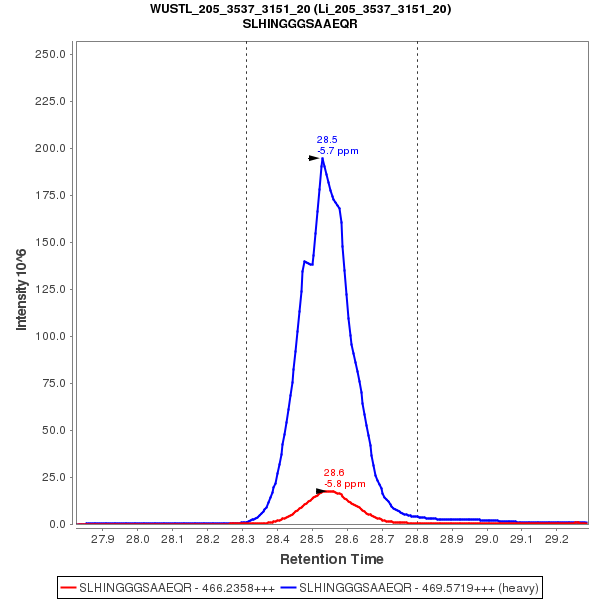 WUSTL_205_3537_3151_20 (Li_205_3537_3151_20)
SLHINGGGSAAEQR
250.0
225.0
200.0
175.0
150.0
125.0
100.0
75.0
50.0
25.0
0.0
Intensity 10^6
28.5
-5.7 ppm
28.6
-5.8 ppm
27.9 28.0 28.1 28.2 28.3 28.4 28.5 28.6 28.7 28.8 28.9 29.0 29.1 29.2
Retention Time
SLHINGGGSAAEQR - 466.2358+++ SLHINGGGSAAEQR - 469.5719+++ (heavy)